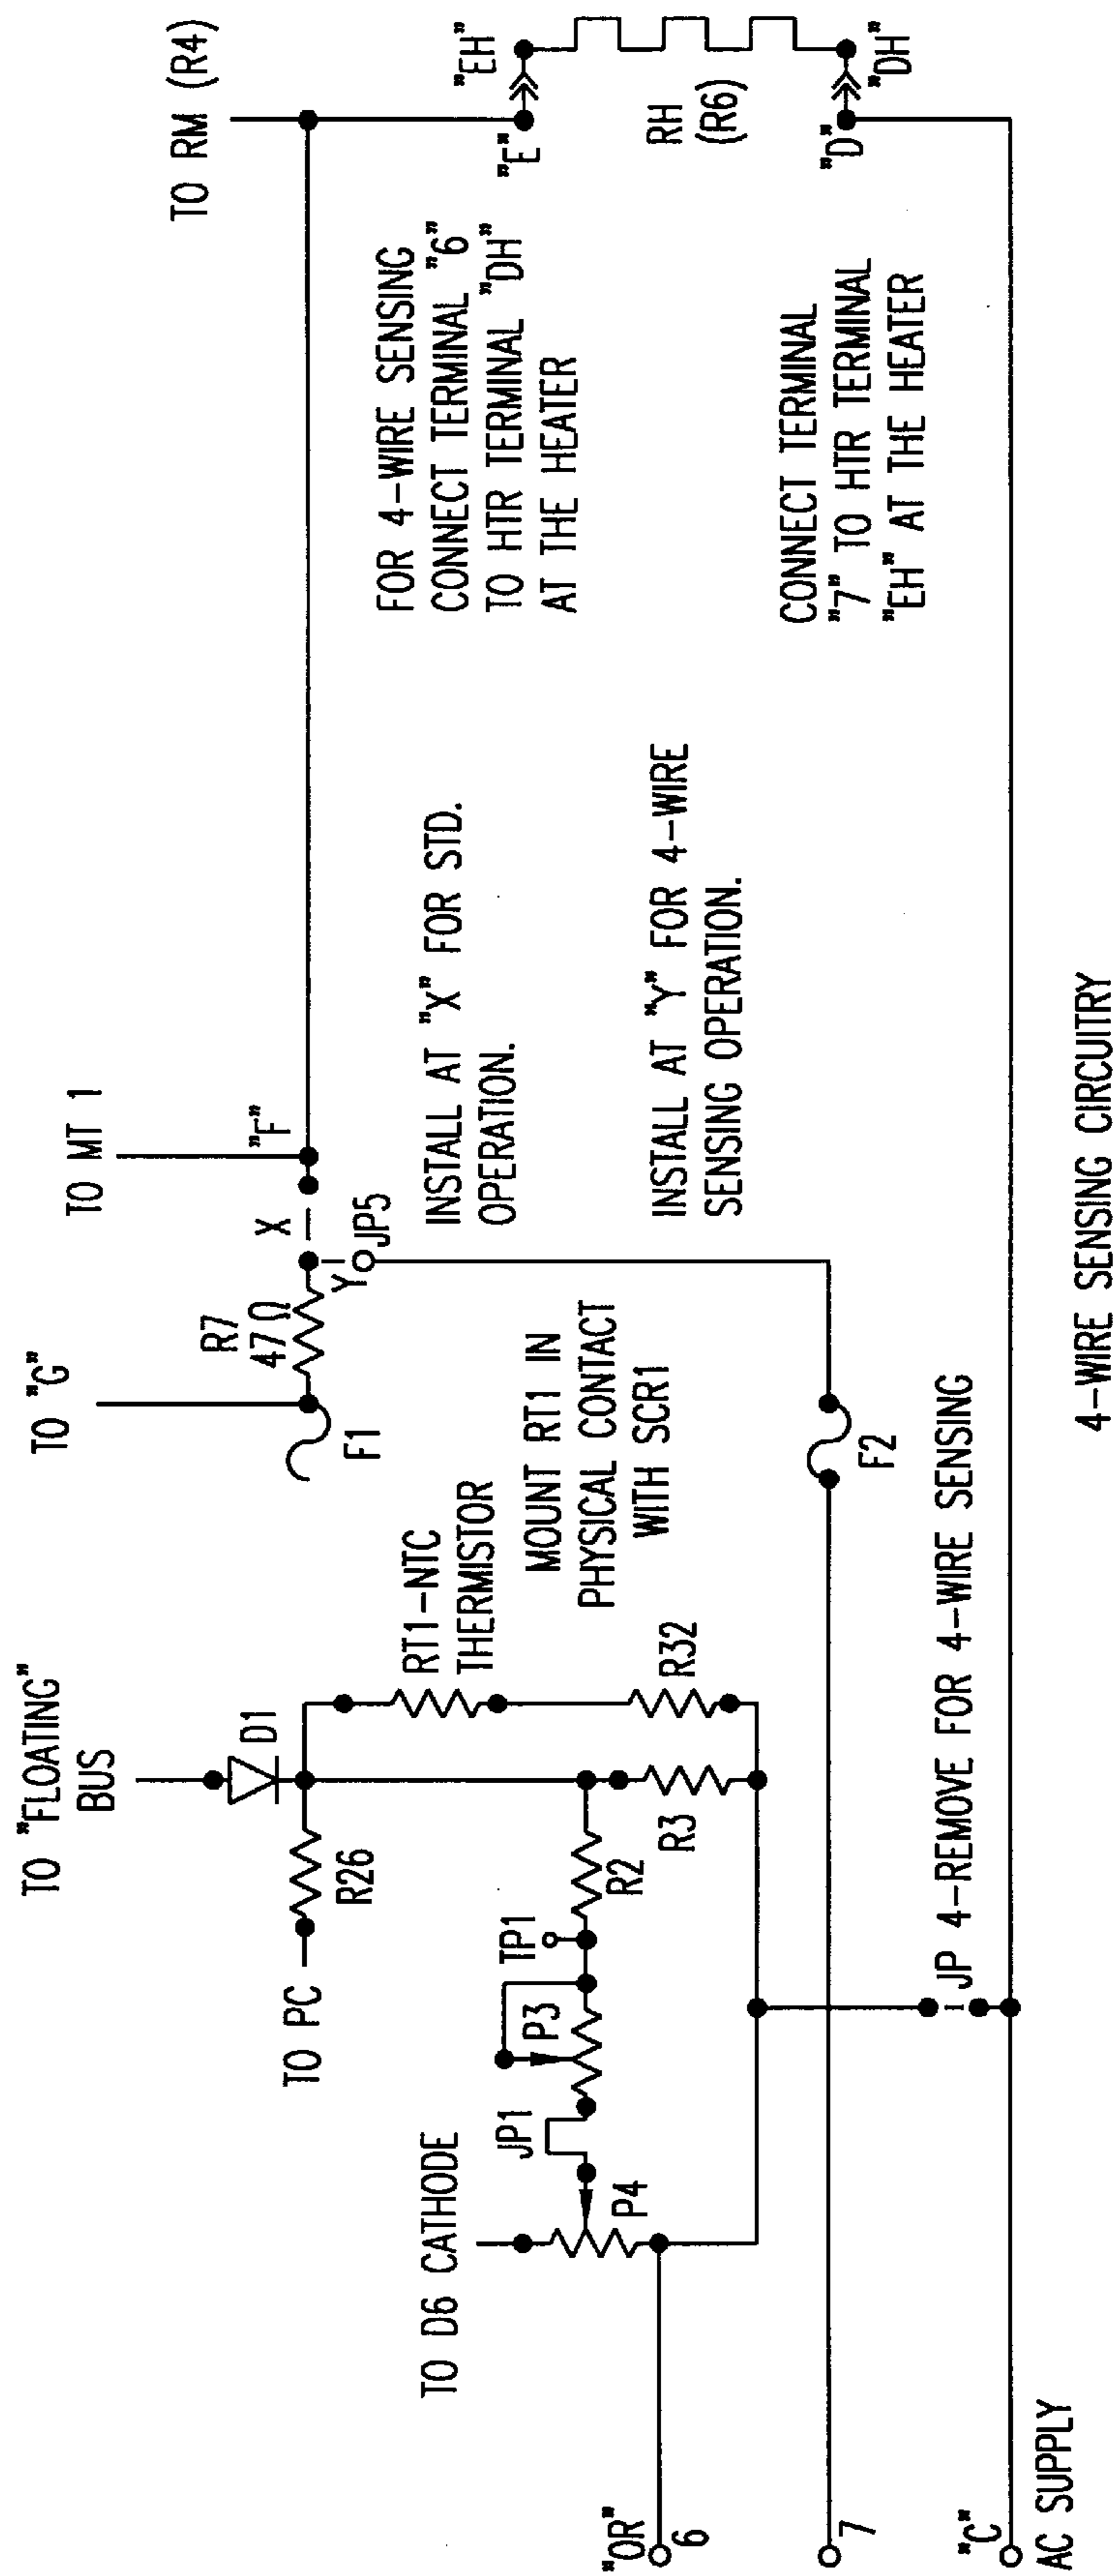 TO "FLOATING"
BUS
D1
TO PC
R26
RT1-NTC
THERMISTOR
TO D6 CATHODE
JP1
P3
TP1
R2
R3
R32
P4
"OR"
6
7
"C"
AC SUPPLY
JP 4-REMOVE FOR 4-WIRE SENSING
MOUNT RT1 IN
PHYSICAL CONTACT
WITH SCR1
TO "G"
F1
R7
47 Ω
X
Y
JP5
F2
TO MT 1
"F"
INSTALL AT "X" FOR STD.
OPERATION.
INSTALL AT "Y" FOR 4-WIRE
SENSING OPERATION.
TO RM (R4)
FOR 4-WIRE SENSING
CONNECT TERMINAL "6"
TO HTR TERMINAL "DH"
AT THE HEATER
CONNECT TERMINAL
"7" TO HTR TERMINAL
"EH" AT THE HEATER
"E"
"EH"
RH
(R6)
"D"
"DH"
4-WIRE SENSING CIRCUITRY